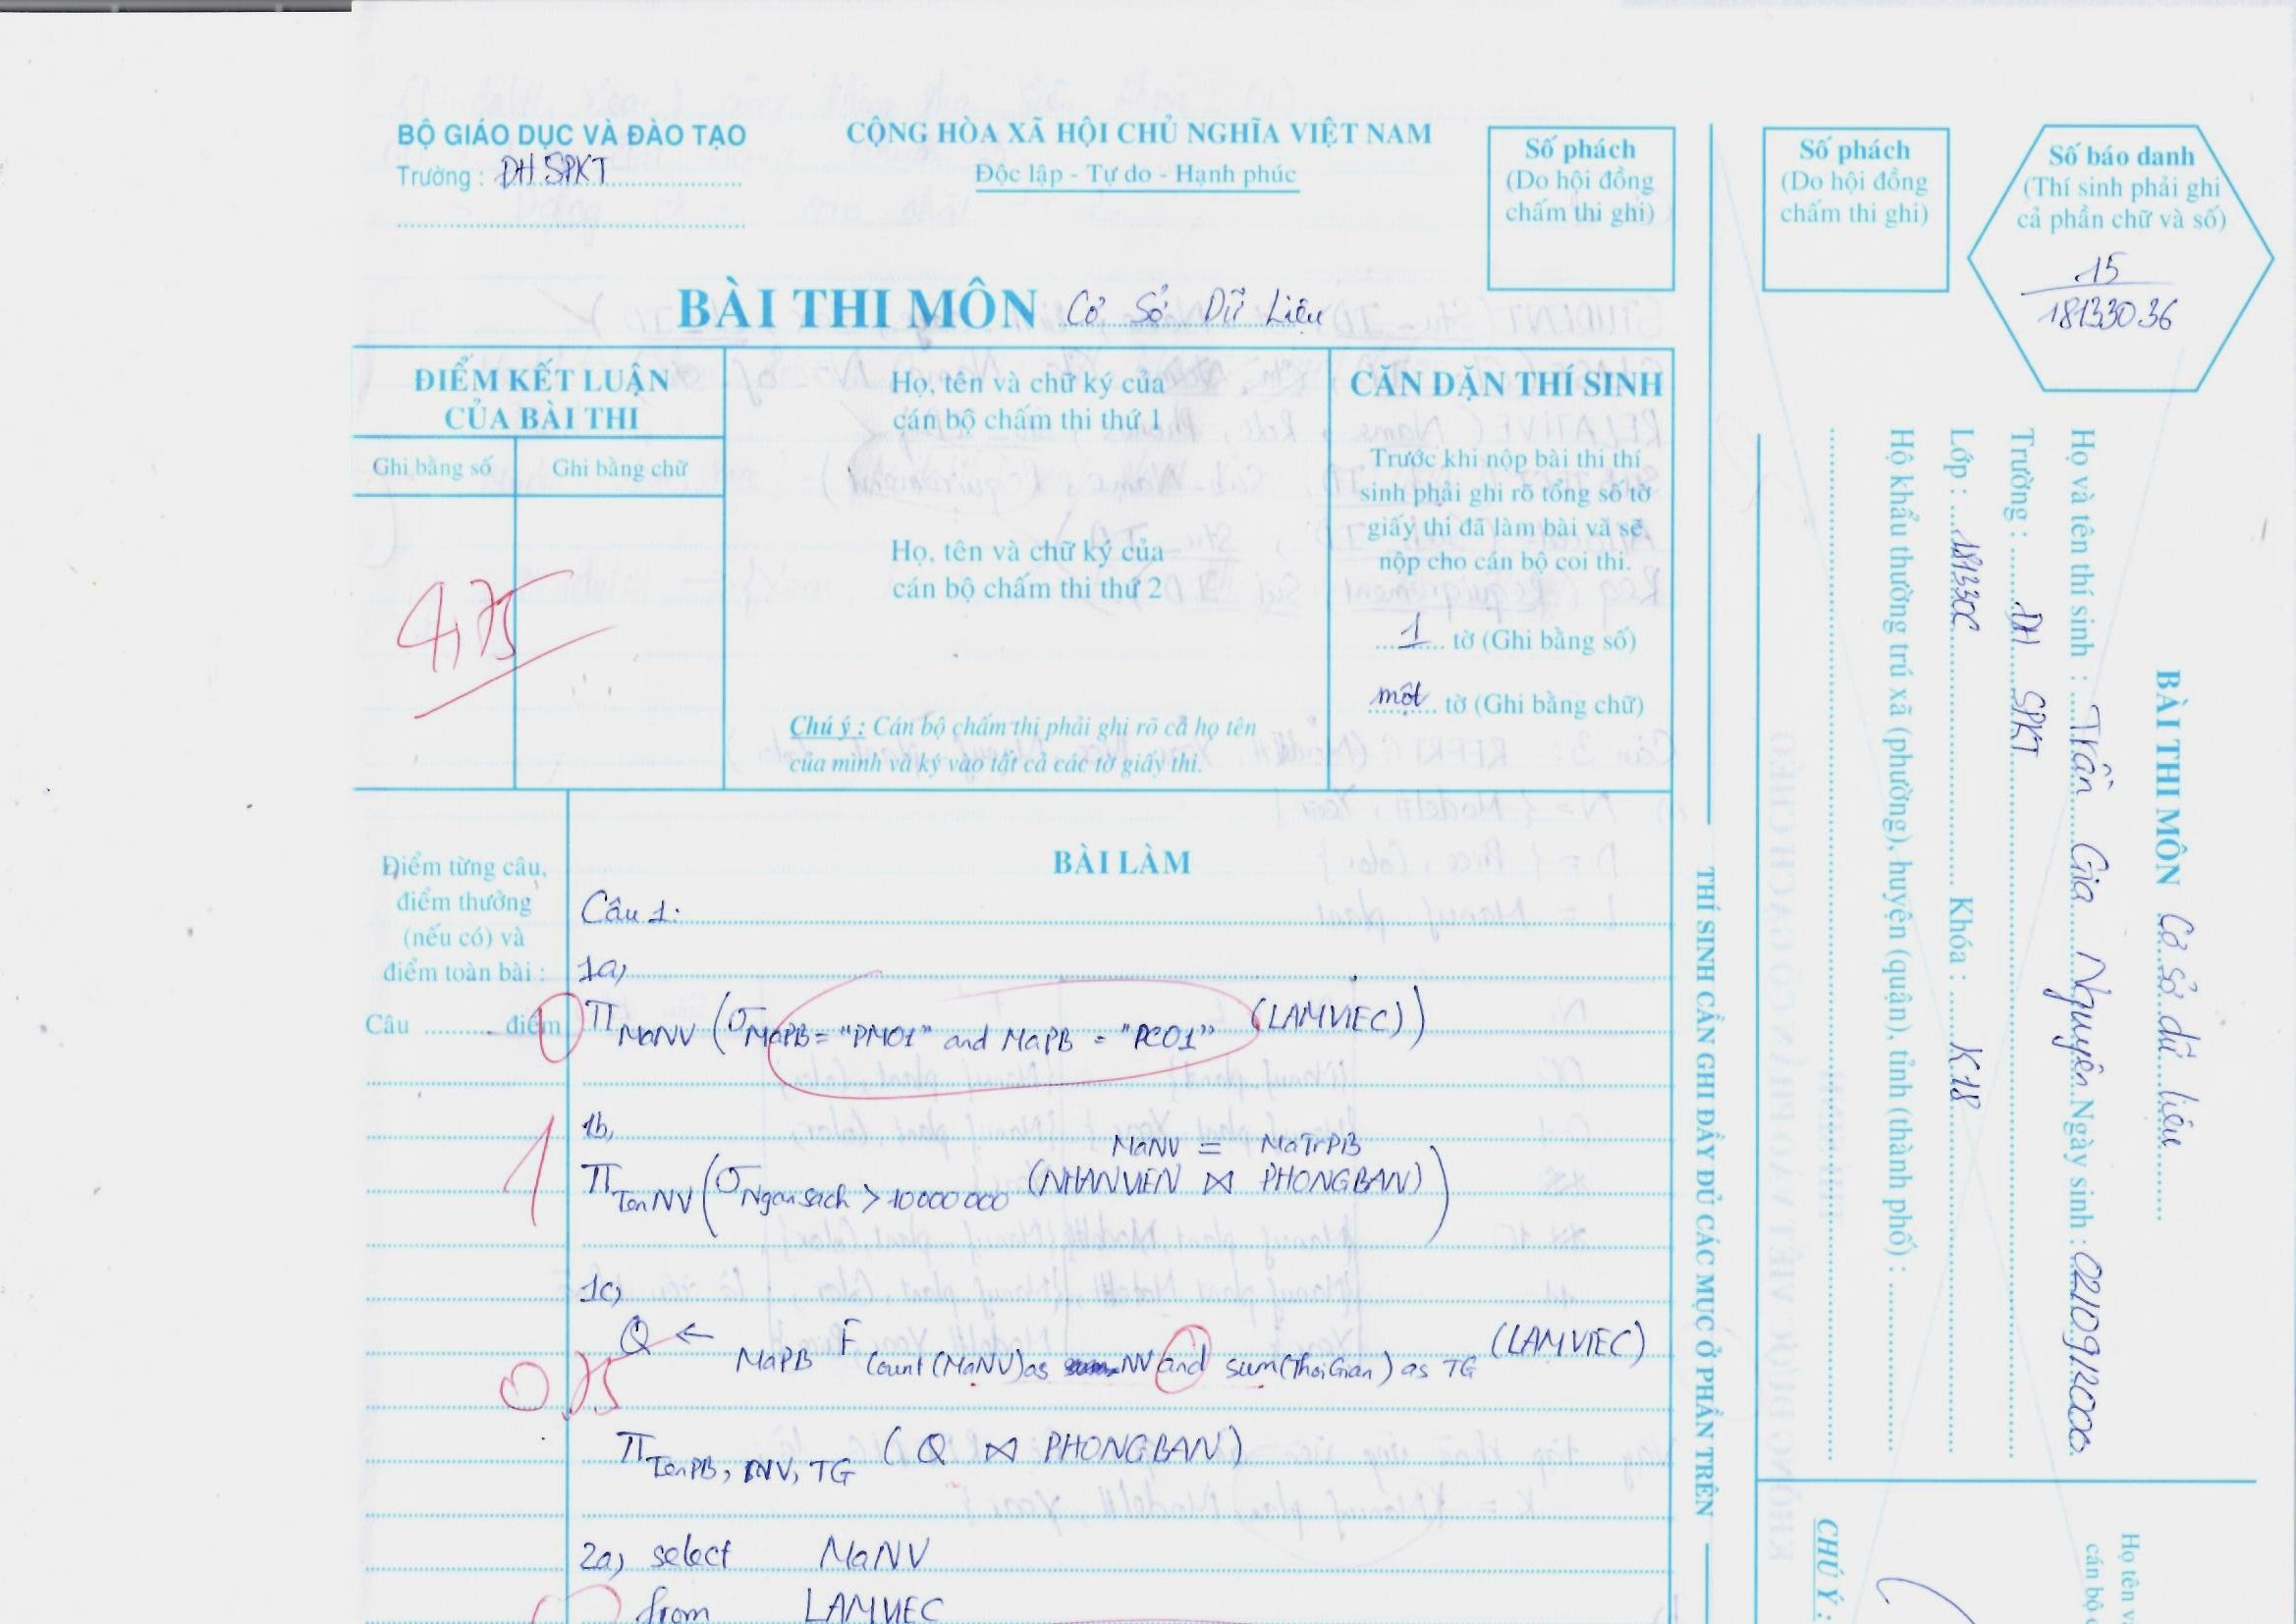 BỘ GIÁO DỤC VÀ ĐÀO TẠO
Trường : ĐH SPKT
CỘNG HÒA XÃ HỘI CHỦ NGHĨA VIỆT NAM
Độc lập - Tự do - Hạnh phúc
Số phách
(Do hội đồng
chấm thi ghi)
BÀI THI MÔN Cơ Sở Dữ Liệu
ĐIỂM KẾT LUẬN
CỦA BÀI THI
Ghi bằng số
Ghi bằng chữ
4,75
Họ, tên và chữ ký của
cán bộ chấm thi thứ 1
Họ, tên và chữ ký của
cán bộ chấm thi thứ 2
Chú ý : Cán bộ chấm thi phải ghi rõ cả họ tên
của mình và ký vào tất cả các tờ giấy thi.
CĂN DẶN THÍ SINH
Trước khi nộp bài thi thí
sinh phải ghi rõ tổng số tờ
giấy thi đã làm bài và sẽ
nộp cho cán bộ coi thi.
1 tờ (Ghi bằng số)
một tờ (Ghi bằng chữ)
Điểm từng câu,
điểm thưởng
(nếu có) và
điểm toàn bài :
Câu ......... điểm
BÀI LÀM
Câu 1:
1a,
0
π MaNV (σ MaPB = "PM01" and MaPB = "PC01" (LAMVIEC))
1b,
MaNV = MaTrPB
1
π TenNV (σ Ngansach > 10000000 (NHANVIEN ⋈ PHONGBAN))
1c,
Q ← MaPB F Count(MaNV) as NV and sum(ThoiGian) as TG (LAMVIEC)
0,75
π TenPB, NV, TG (Q ⋈ PHONGBAN)
2a, select MaNV
from LAMVIEC
THÍ SINH CẦN GHI ĐẦY ĐỦ CÁC MỤC Ở PHẦN TRÊN
Số phách
(Do hội đồng
chấm thi ghi)
Số báo danh
(Thí sinh phải ghi
cả phần chữ và số)
15
18133036
BÀI THI MÔN Cơ sở dữ liệu
Họ và tên thí sinh : Trần Gia Nguyên Ngày sinh : 02/09/2000
Trường : ĐH SPKT
Lớp : 18133C Khóa : K18
Hộ khẩu thường trú xã (phường), huyện (quận), tỉnh (thành phố) :
CHÚ Ý :
Họ tên
cán bộ